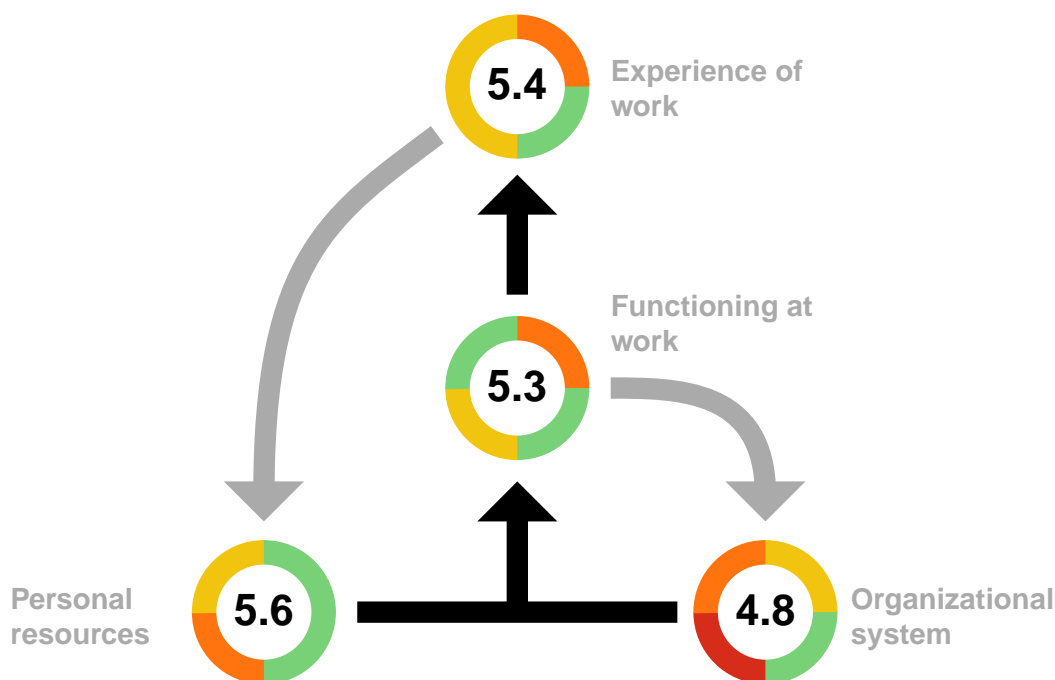 5.4
Experience of
work
Functioning at
work
5.3
Personal
resources
5.6
4.8
Organizational
system